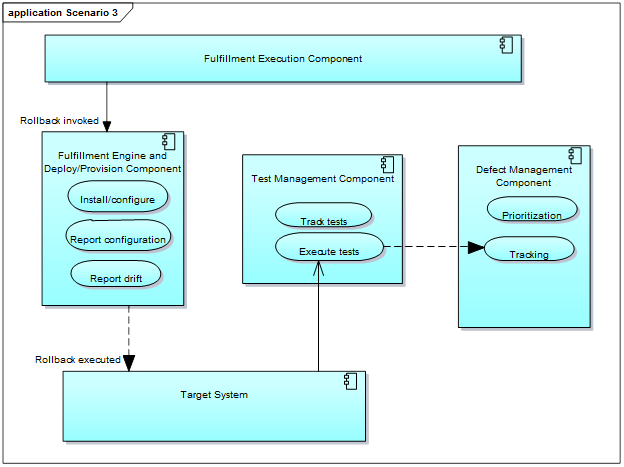 application Scenario 3
Fulfillment Execution Component
Rollback invoked
Fulfillment Engine and
Deploy/Provision Component
Install/configure
Report configuration
Report drift
Test Management Component
Track tests
Execute tests
Defect Management
Component
Prioritization
Tracking
Rollback executed
Target System